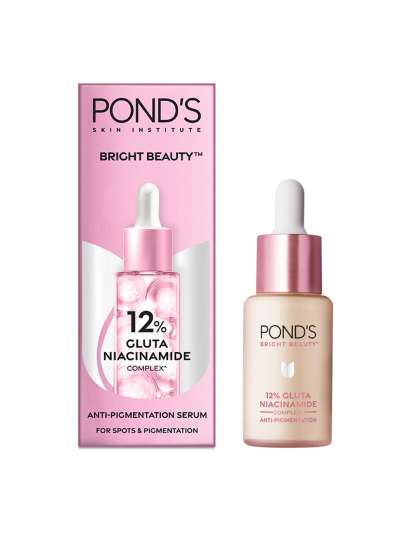 POND'S
SKIN INSTITUTE
BRIGHT BEAUTY™
12%
GLUTA
NIACINAMIDE
COMPLEX*
ANTI-PIGMENTATION SERUM
FOR SPOTS & PIGMENTATION
POND'S
BRIGHT BEAUTY™
12% GLUTA
NIACINAMIDE
COMPLEX*
ANTI-PIGMENTATION